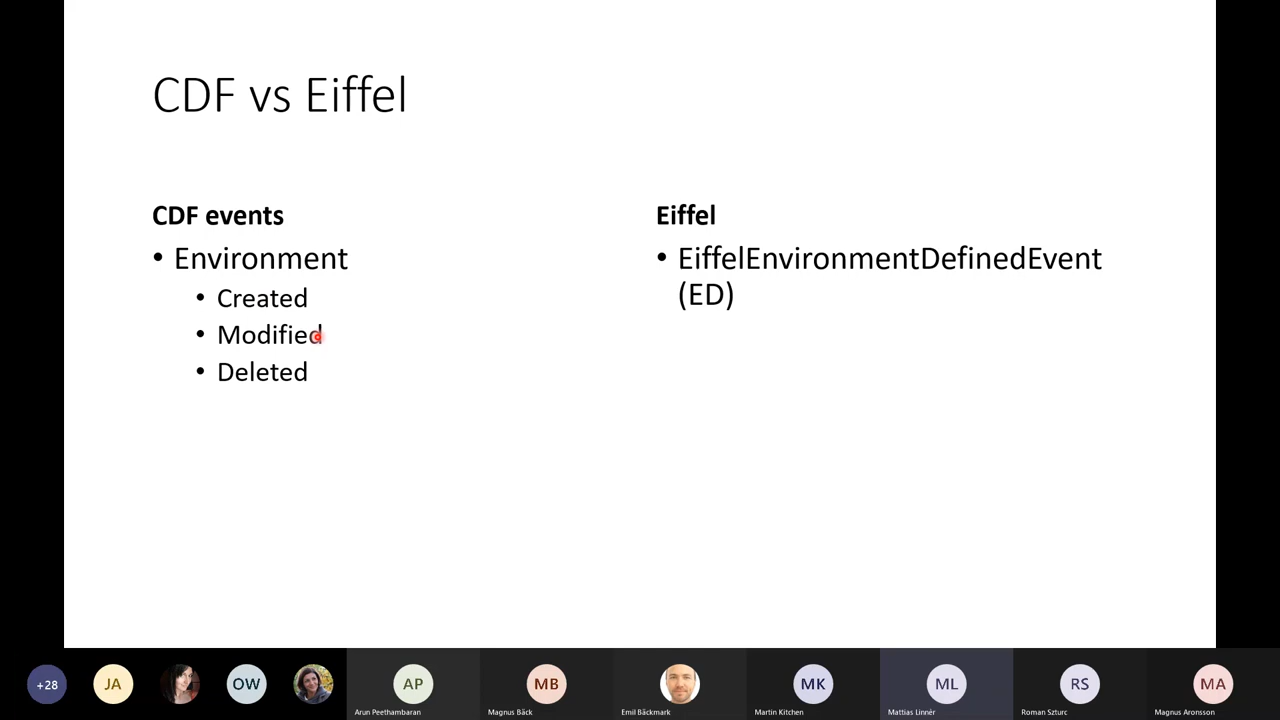 CDF vs Eiffel
CDF events
• Environment
• Created
• Modified
• Deleted
Eiffel
• EiffelEnvironmentDefinedEvent
(ED)
+28
JA
OW
AP
MB
MK
ML
RS
MA
Arun Peethambaran
Magnus Bäck
Emil Bäckmark
Martin Kitchen
Mattias Linnér
Roman Szturc
Magnus Aronsson